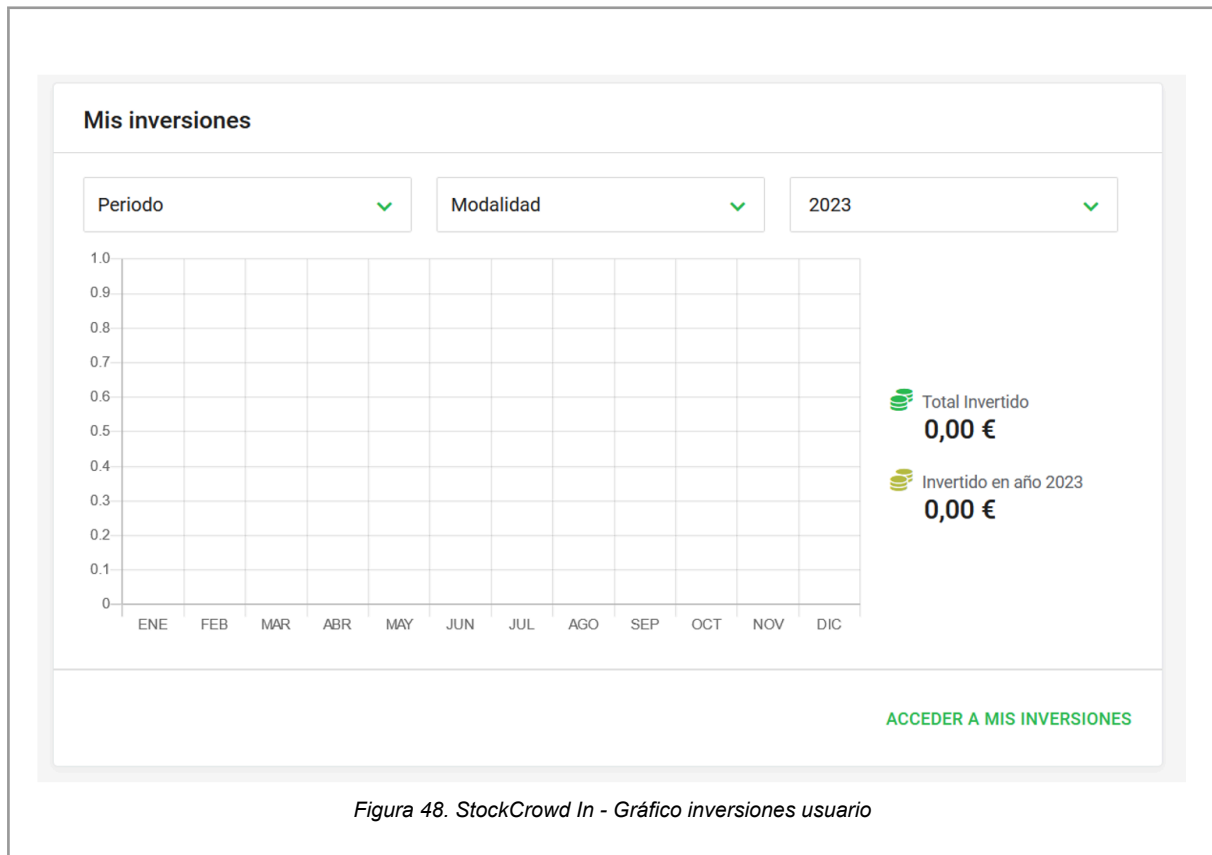 Mis inversiones
Periodo Modalidad 2023
1.0
0.9
0.8
0.7
0.6
0.5
0.4
0.3
0.2
0.1
0
ENE FEB MAR ABR MAY JUN JUL AGO SEP OCT NOV DIC
Total Invertido
0,00 €
Invertido en año 2023
0,00 €
ACCEDER A MIS INVERSIONES
Figura 48. StockCrowd In - Gráfico inversiones usuario